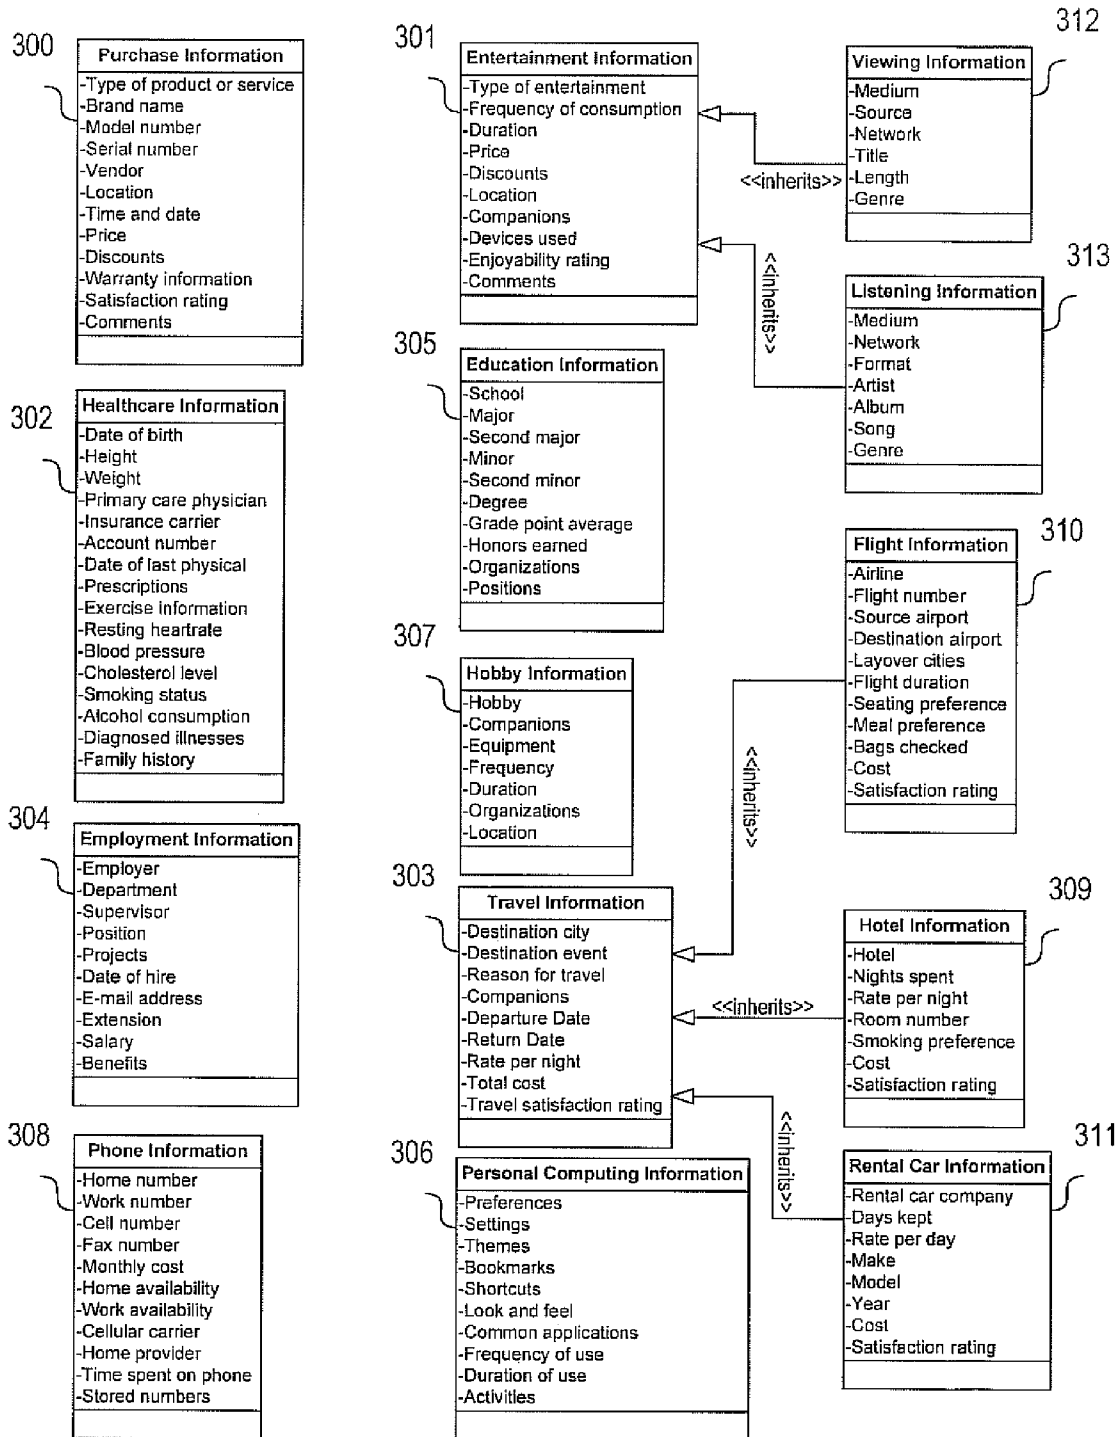 300
Purchase Information
-Type of product or service
-Brand name
-Model number
-Serial number
-Vendor
-Location
-Time and date
-Price
-Discounts
-Warranty information
-Satisfaction rating
-Comments
302
Healthcare Information
-Date of birth
-Height
-Weight
-Primary care physician
-Insurance carrier
-Account number
-Date of last physical
-Prescriptions
-Exercise information
-Resting heartrate
-Blood pressure
-Cholesterol level
-Smoking status
-Alcohol consumption
-Diagnosed illnesses
-Family history
304
Employment Information
-Employer
-Department
-Supervisor
-Position
-Projects
-Date of hire
-E-mail address
-Extension
-Salary
-Benefits
308
Phone Information
-Home number
-Work number
-Cell number
-Fax number
-Monthly cost
-Home availability
-Work availability
-Cellular carrier
-Home provider
-Time spent on phone
-Stored numbers
301
Entertainment Information
-Type of entertainment
-Frequency of consumption
-Duration
-Price
-Discounts
-Location
-Companions
-Devices used
-Enjoyability rating
-Comments
305
Education Information
-School
-Major
-Second major
-Minor
-Second minor
-Degree
-Grade point average
-Honors earned
-Organizations
-Positions
307
Hobby Information
-Hobby
-Companions
-Equipment
-Frequency
-Duration
-Organizations
-Location
303
Travel Information
-Destination city
-Destination event
-Reason for travel
-Companions
-Departure Date
-Return Date
-Rate per night
-Total cost
-Travel satisfaction rating
306
Personal Computing Information
-Preferences
-Settings
-Themes
-Bookmarks
-Shortcuts
-Look and feel
-Common applications
-Frequency of use
-Duration of use
-Activities
<<inherits>>
<<inherits>>
<<inherits>>
<<inherits>>
<<inherits>>
312
Viewing Information
-Medium
-Source
-Network
-Title
-Length
-Genre
313
Listening Information
-Medium
-Network
-Format
-Artist
-Album
-Song
-Genre
310
Flight Information
-Airline
-Flight number
-Source airport
-Destination airport
-Layover cities
-Flight duration
-Seating preference
-Meal preference
-Bags checked
-Cost
-Satisfaction rating
309
Hotel Information
-Hotel
-Nights spent
-Rate per night
-Room number
-Smoking preference
-Cost
-Satisfaction rating
311
Rental Car Information
-Rental car company
-Days kept
-Rate per day
-Make
-Model
-Year
-Cost
-Satisfaction rating